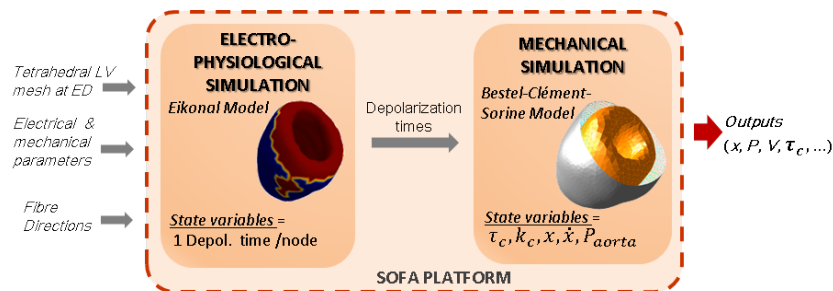 Tetrahedral LV
mesh at ED
Electrical &
mechanical
parameters
Fibre
Directions
ELECTRO-
PHYSIOLOGICAL
SIMULATION
Eikonal Model
State variables =
1 Depol. time /node
Depolarization
times
MECHANICAL
SIMULATION
Bestel-Clément-
Sorine Model
State variables =
τc, kc, x, ẋ, Paorta
SOFA PLATFORM
Outputs
(x, P, V, τc, ...)